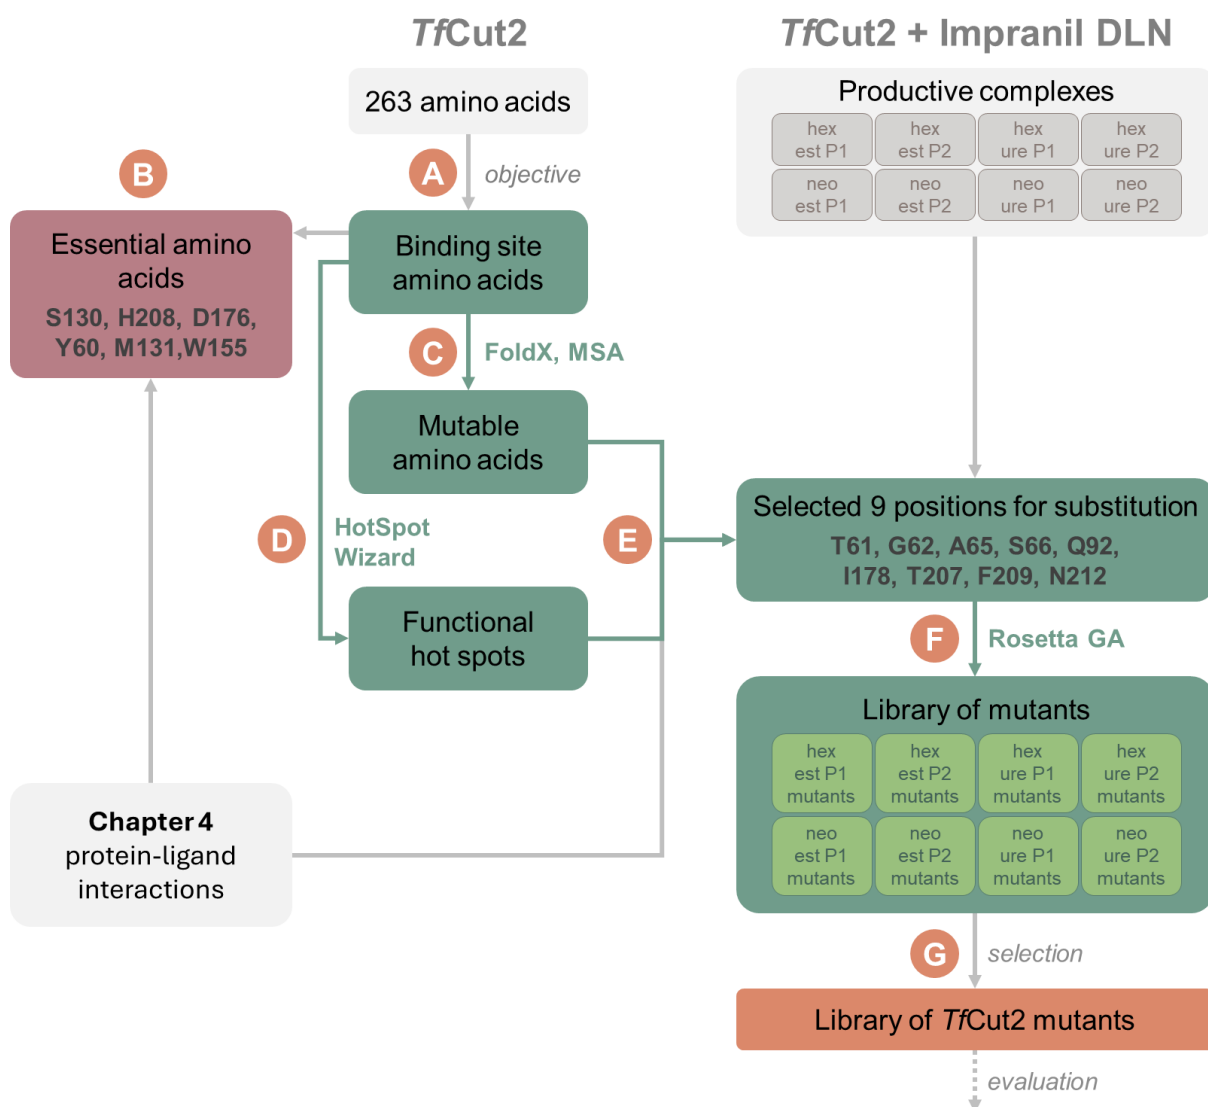 TfCut2
TfCut2 + Impranil DLN
263 amino acids
Productive complexes
hex
est P1
hex
est P2
hex
ure P1
hex
ure P2
neo
est P1
neo
est P2
neo
ure P1
neo
ure P2
A
objective
B
Essential amino
acids
S130, H208, D176,
Y60, M131,W155
Binding site
amino acids
C
FoldX, MSA
Mutable
amino acids
D
HotSpot
Wizard
E
Functional
hot spots
Selected 9 positions for substitution
T61, G62, A65, S66, Q92,
I178, T207, F209, N212
F
Rosetta GA
Library of mutants
hex
est P1
mutants
hex
est P2
mutants
hex
ure P1
mutants
hex
ure P2
mutants
neo
est P1
mutants
neo
est P2
mutants
neo
ure P1
mutants
neo
ure P2
mutants
Chapter 4
protein-ligand
interactions
G
selection
Library of TfCut2 mutants
evaluation